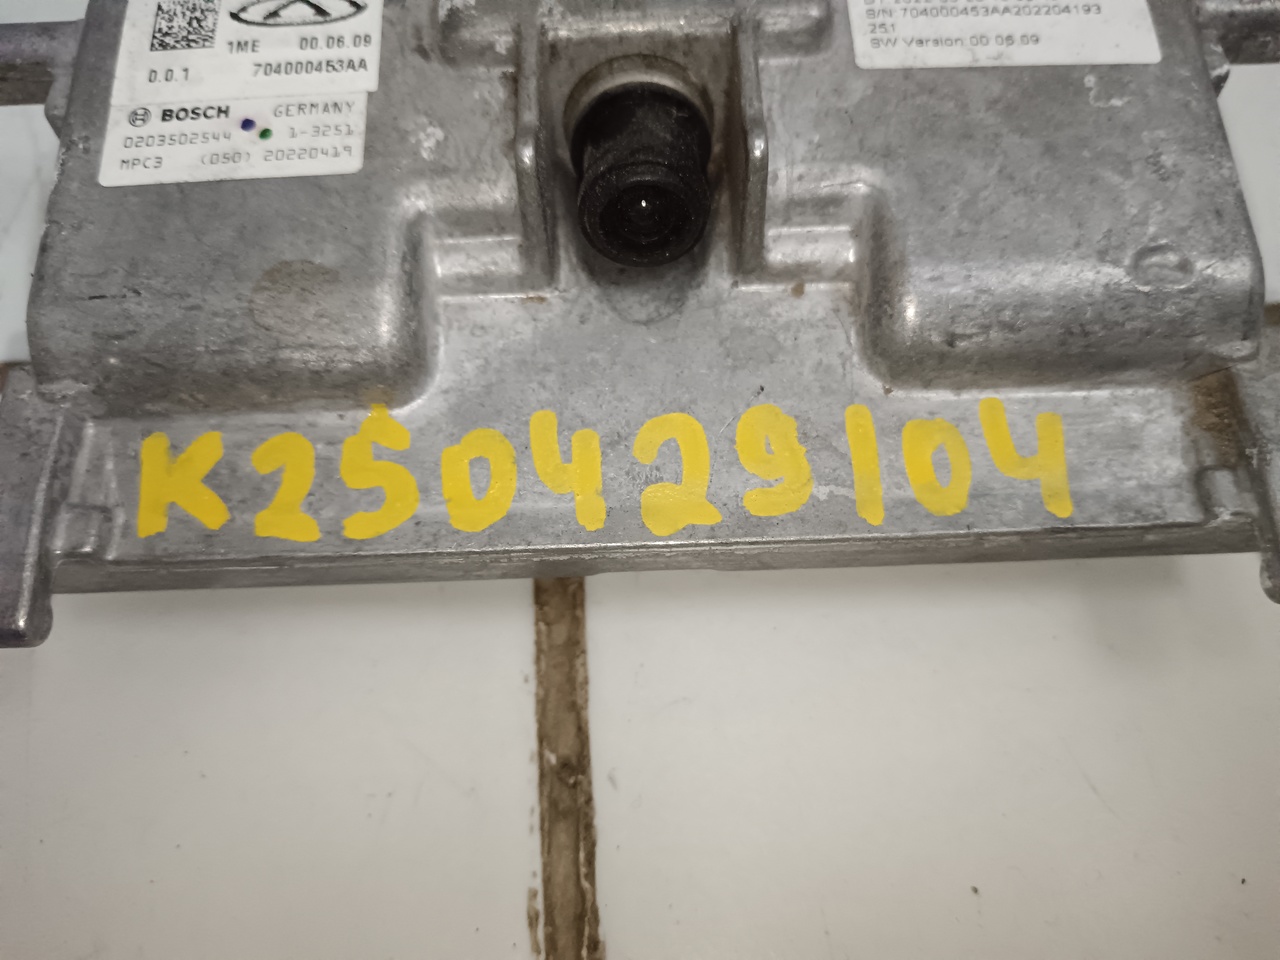 1ME 00.06.09
0.0.1 704000453AA
BOSCH GERMANY
0203502544 1-3251
MPC3 (050) 20220419
S/N: 704000453AA202204193
251
SW Version:00.06.09
K250429104